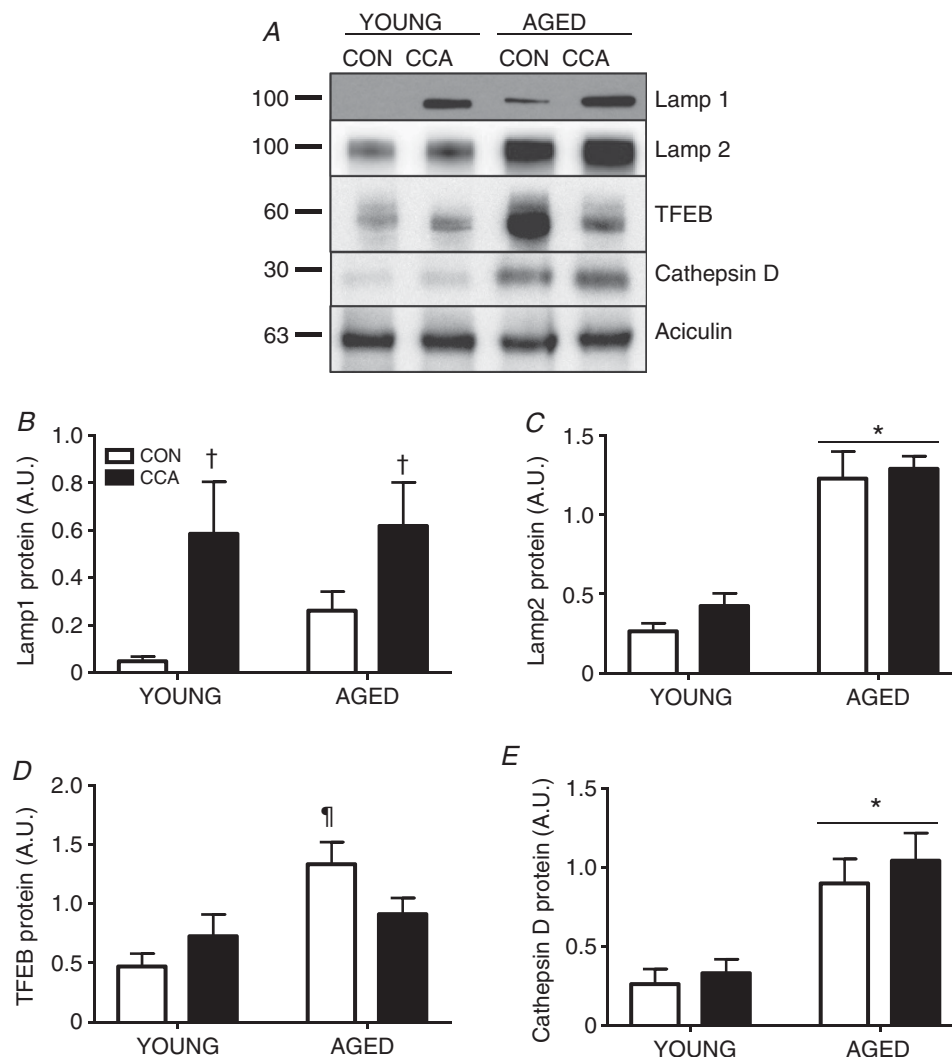 A
YOUNG AGED
CON CCA CON CCA
100 Lamp 1
100 Lamp 2
60 TFEB
30 Cathepsin D
63 Aciculin
B
Lamp1 protein (A.U.)
1.0
0.8
0.6
0.4
0.2
0
CON
CCA
† †
YOUNG AGED
C
Lamp2 protein (A.U.)
1.5
1.0
0.5
0
*
YOUNG AGED
D
TFEB protein (A.U.)
2.0
1.5
1.0
0.5
0.0
¶
YOUNG AGED
E
Cathepsin D protein (A.U.)
1.5
1.0
0.5
0
*
YOUNG AGED